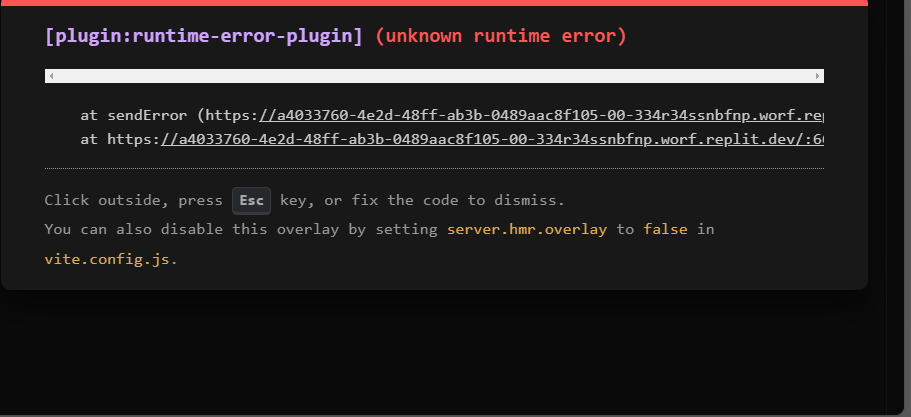 [plugin:runtime-error-plugin] (unknown runtime error)
at sendError (https://a4033760-4e2d-48ff-ab3b-0489aac8f105-00-334r34ssnbfnp.worf.rep
at https://a4033760-4e2d-48ff-ab3b-0489aac8f105-00-334r34ssnbfnp.worf.replit.dev/:6
Click outside, press Esc key, or fix the code to dismiss.
You can also disable this overlay by setting server.hmr.overlay to false in
vite.config.js.